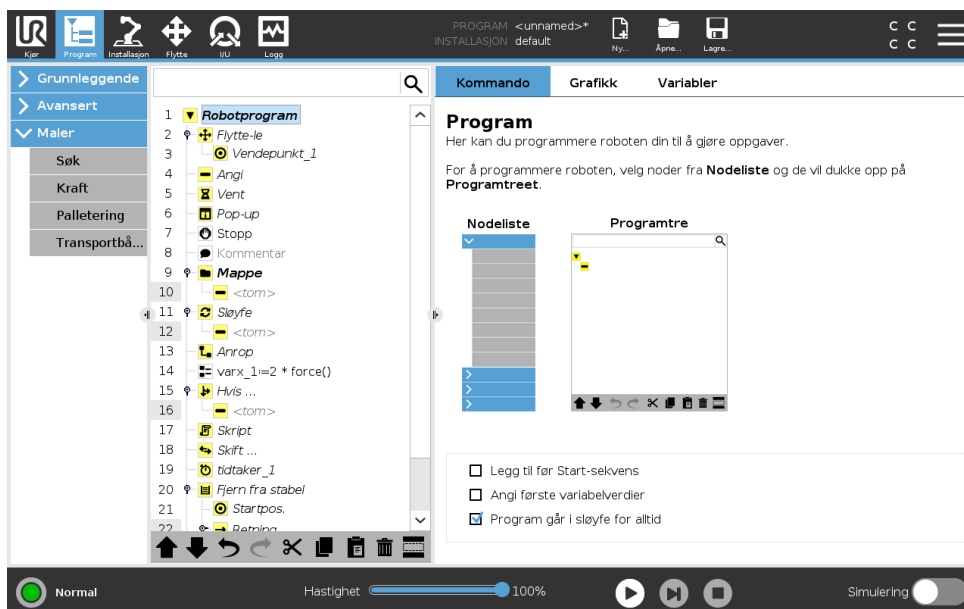 UR
PROGRAM <unnamed>*
INSTALLASJON default
Kjør
Program
Installasjon
Flytte
I/U
Logg
Ny...
Åpne...
Lagre...
C C
C C
Grunnleggende
Avansert
Maler
Søk
Kraft
Palletering
Transportbå...
1 Robotprogram
2 Flytte-le
3 Vendepunkt_1
4 Angi
5 Vent
6 Pop-up
7 Stopp
8 Kommentar
9 Mappe
10 <tom>
11 Sløyfe
12 <tom>
13 Anrop
14 varx_1:=2 * force()
15 Hvis ...
16 <tom>
17 Skript
18 Skift ...
19 tidtaker_1
20 Fjern fra stabel
21 Startpos.
22 Retning
Kommando
Grafikk
Variabler
Program
Her kan du programmere roboten din til å gjøre oppgaver.
For å programmere roboten, velg noder fra Nodeliste og de vil dukke opp på
Programtreet.
Nodeliste
Programtre
Legg til før Start-sekvens
Angi første variabelverdier
Program går i sløyfe for alltid
Normal
Hastighet
100%
Simulering